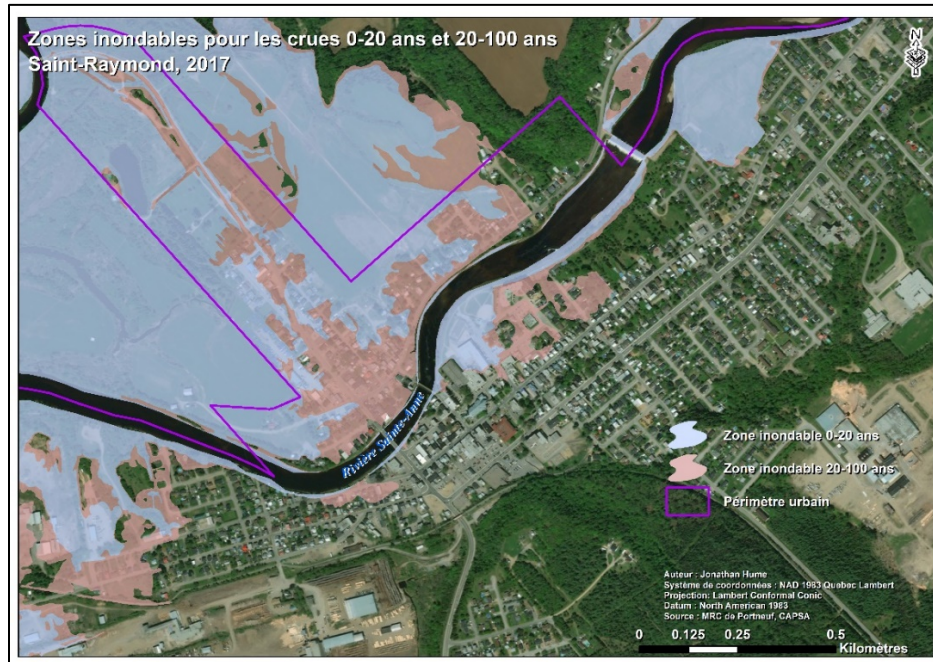 Zones inondables pour les crues 0-20 ans et 20-100 ans
Saint-Raymond, 2017
N
Rivière Sainte-Anne
Zone inondable 0-20 ans
Zone inondable 20-100 ans
Périmètre urbain
Auteur : Jonathan Hume
Système de coordonnées : NAD 1983 Quebec Lambert
Projection: Lambert Conformal Conic
Datum : North American 1983
Source : MRC de Portneuf, CAPSA
0 0.125 0.25 0.5
Kilomètres